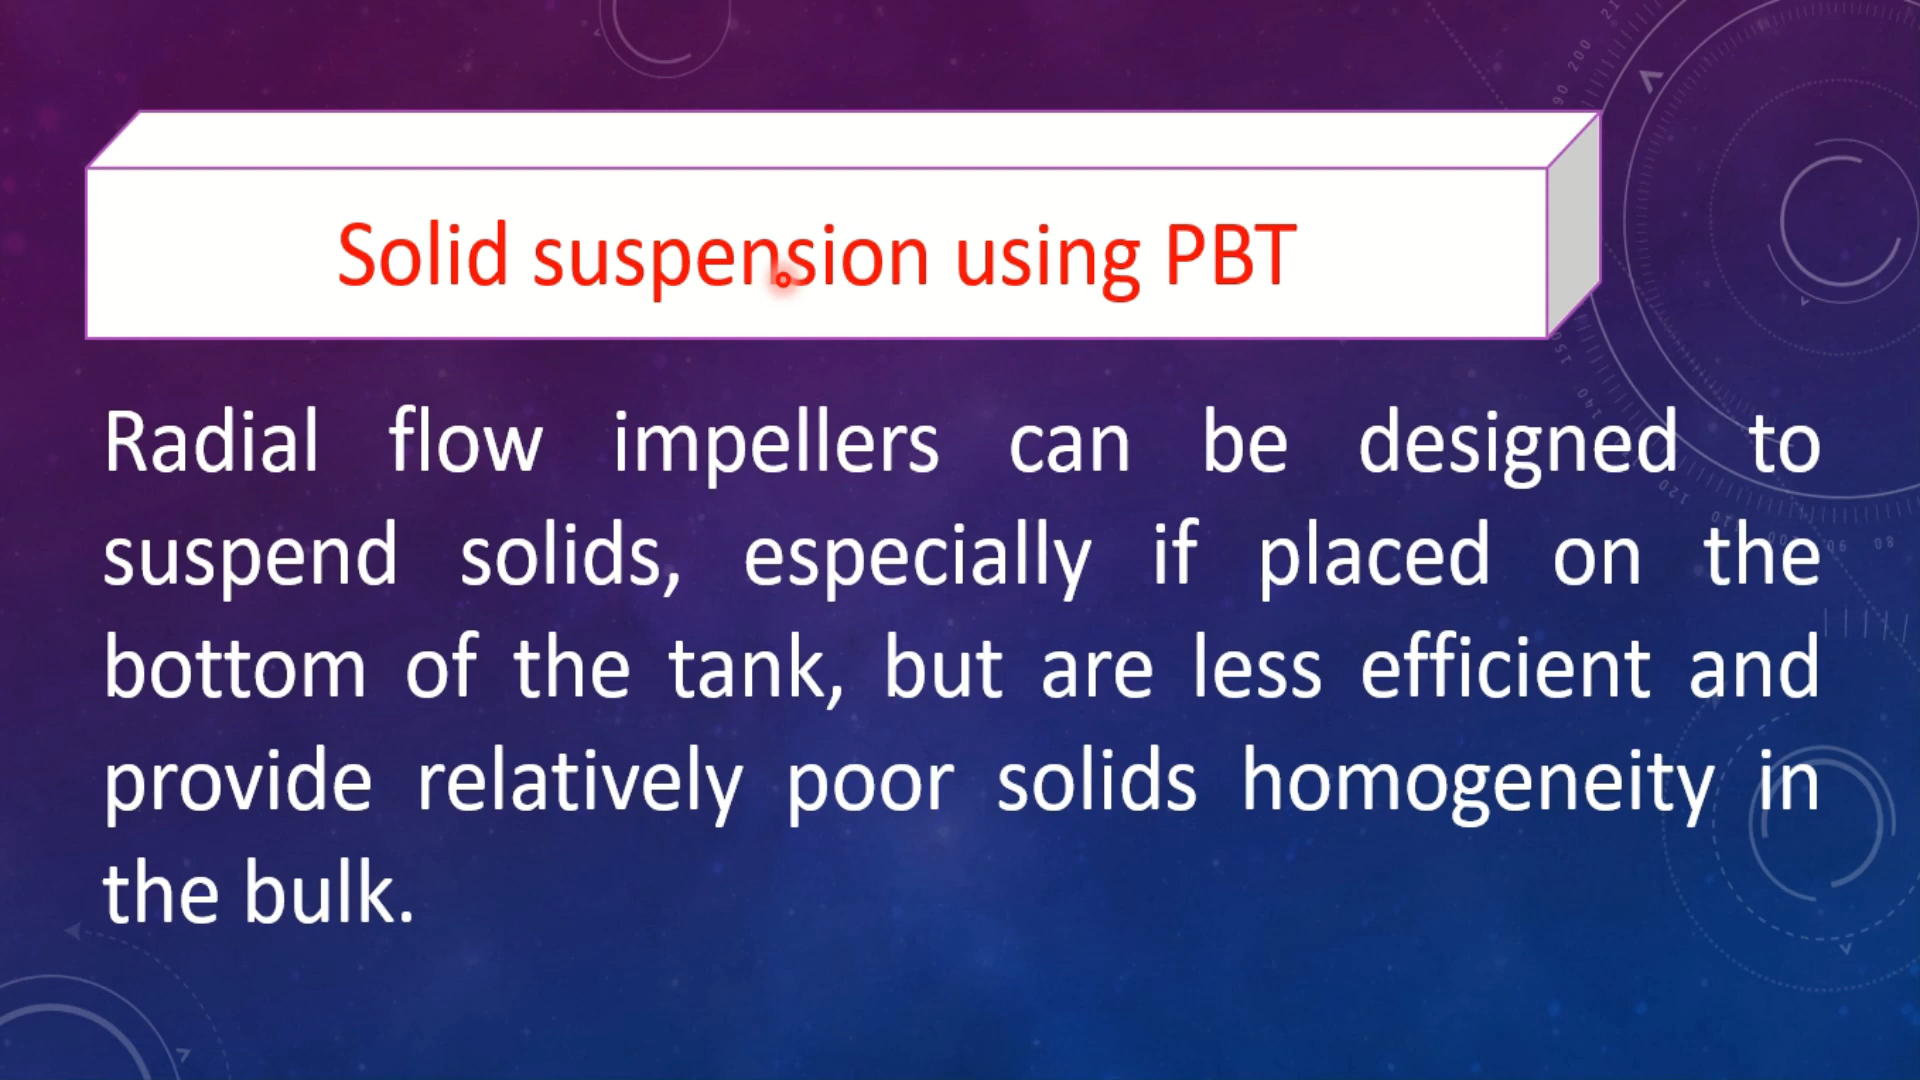 Solid suspension using PBT
Radial flow impellers can be designed to
suspend solids, especially if placed on the
bottom of the tank, but are less efficient and
provide relatively poor solids homogeneity in
the bulk.